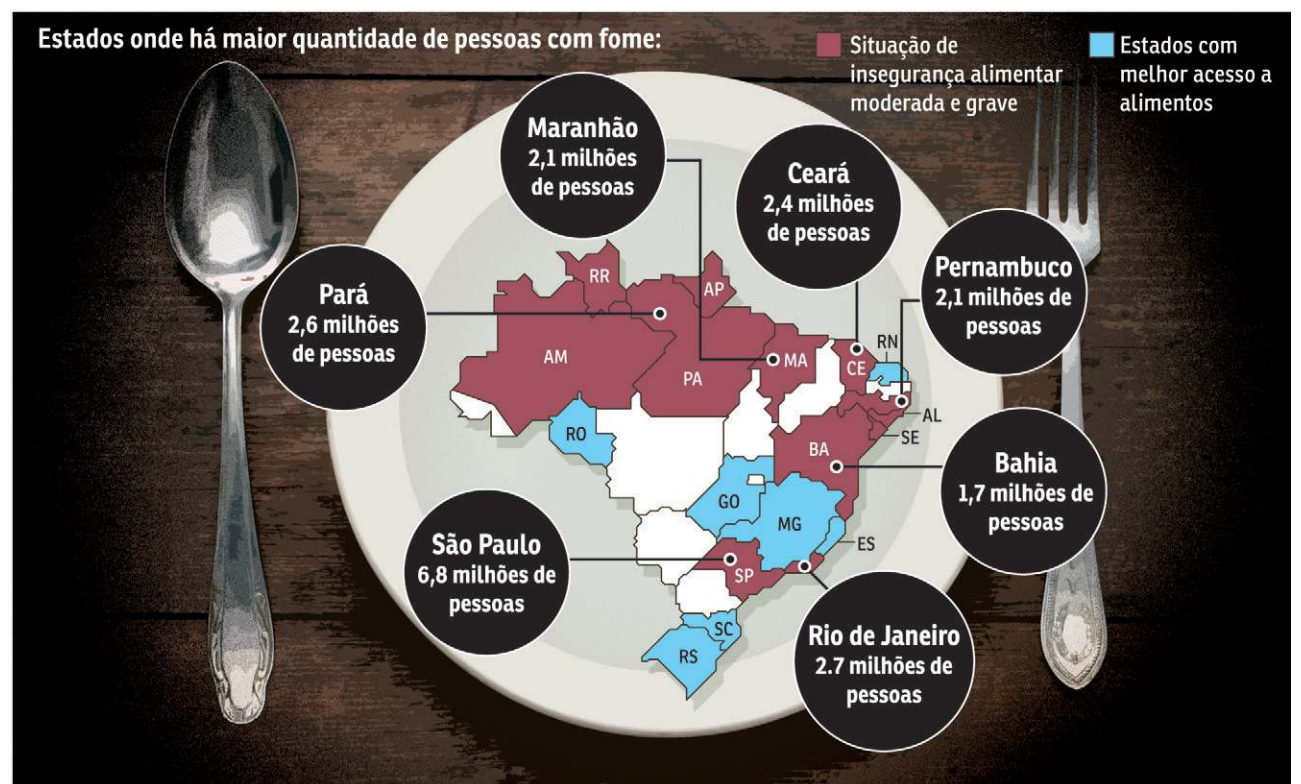 Estados onde há maior quantidade de pessoas com fome:
Situação de
insegurança alimentar
moderada e grave
Estados com
melhor acesso a
alimentos
Maranhão
2,1 milhões
de pessoas
Ceará
2,4 milhões
de pessoas
Pernambuco
2,1 milhões de
pessoas
Pará
2,6 milhões
de pessoas
Bahia
1,7 milhões de
pessoas
São Paulo
6,8 milhões de
pessoas
Rio de Janeiro
2.7 milhões de
pessoas
RR
AP
AM
PA
MA
CE
RN
AL
SE
RO
BA
GO
MG
ES
SP
SC
RS